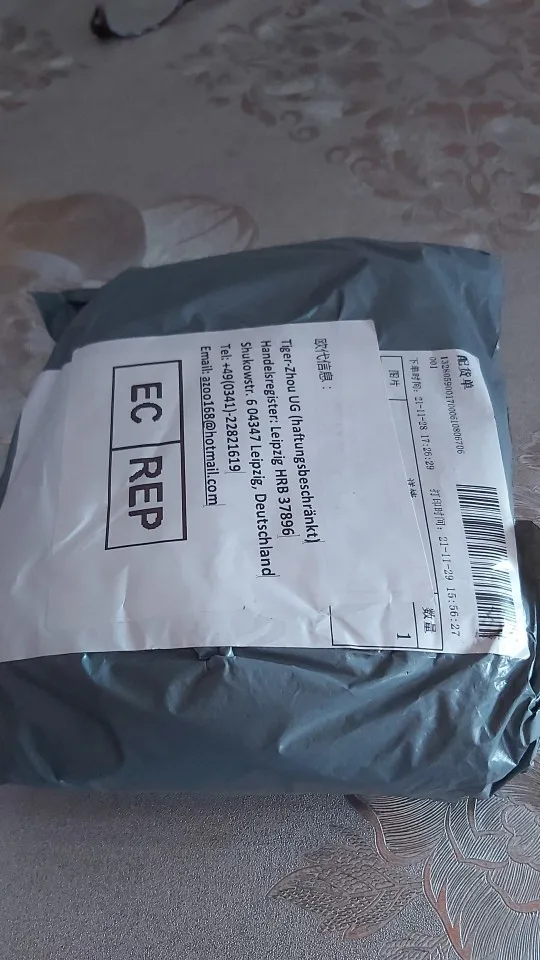 配货单
13280590017000610806706
001
下单时间: 21-11-28 17:26:29 打印时间: 21-11-29 15:56:27
图片
数量
1
欧代信息:
Tiger-Zhou UG (haftungsbeschränkt)
Handelsregister: Leipzig HRB 37896
Shukowstr. 6 04347 Leipzig, Deutschland
Tel: +49(0341)-22821619
Email: azoo168@hotmail.com
EC REP